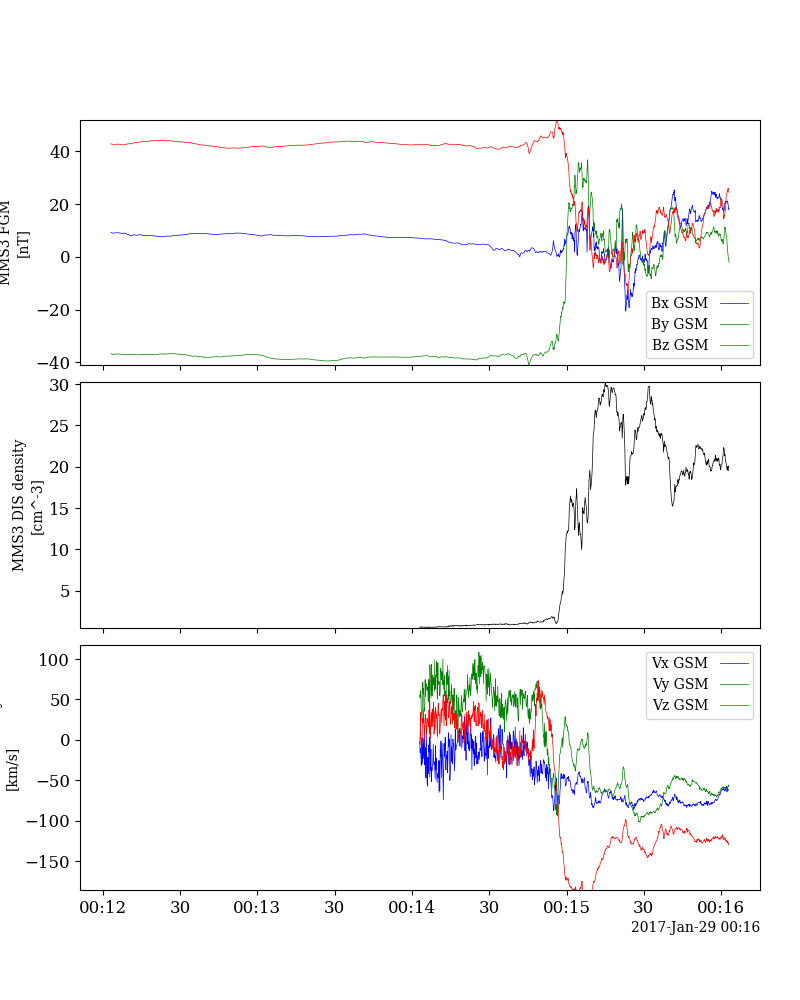 40
20
0
−20
−40
MMS3 FGM
[nT]
Bx GSM
By GSM
Bz GSM
30
25
20
15
10
5
MMS3 DIS density
[cm^-3]
100
50
0
−50
−100
−150
[km/s]
Vx GSM
Vy GSM
Vz GSM
00:12 30 00:13 30 00:14 30 00:15 30 00:16
2017-Jan-29 00:16